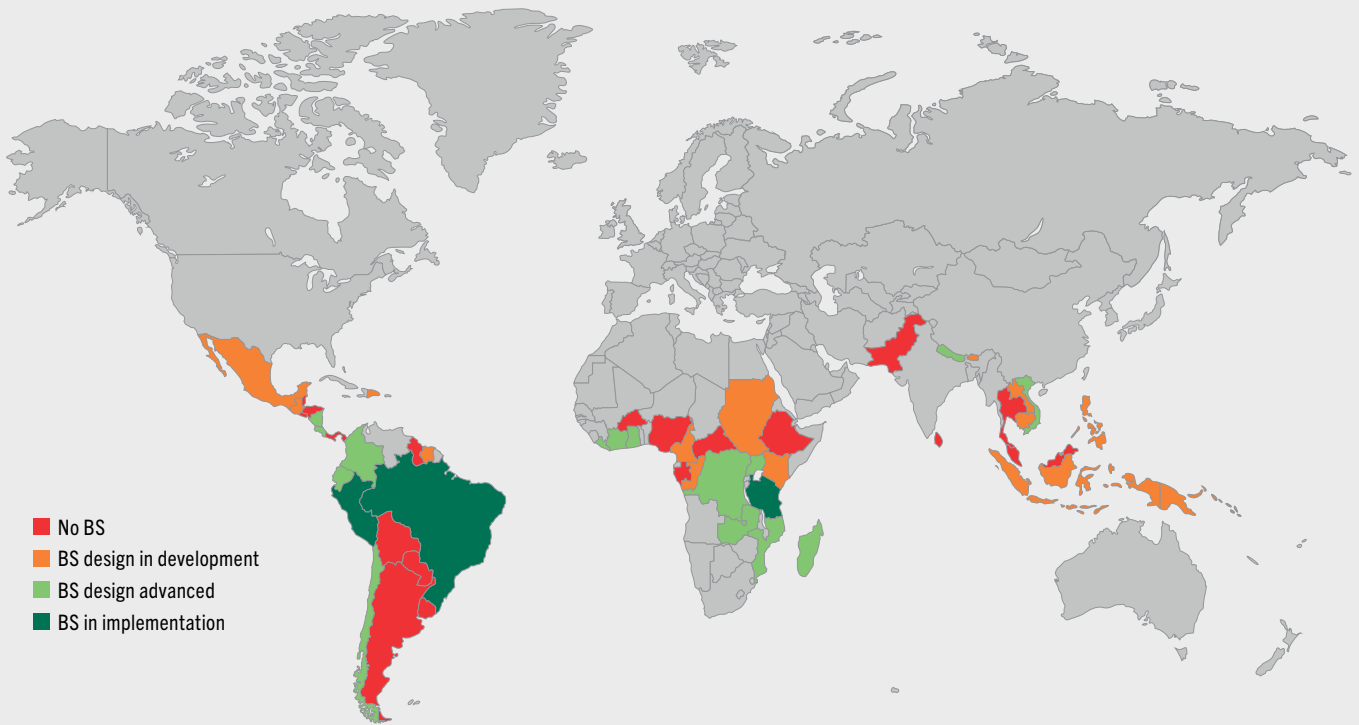 No BS
BS design in development
BS design advanced
BS in implementation